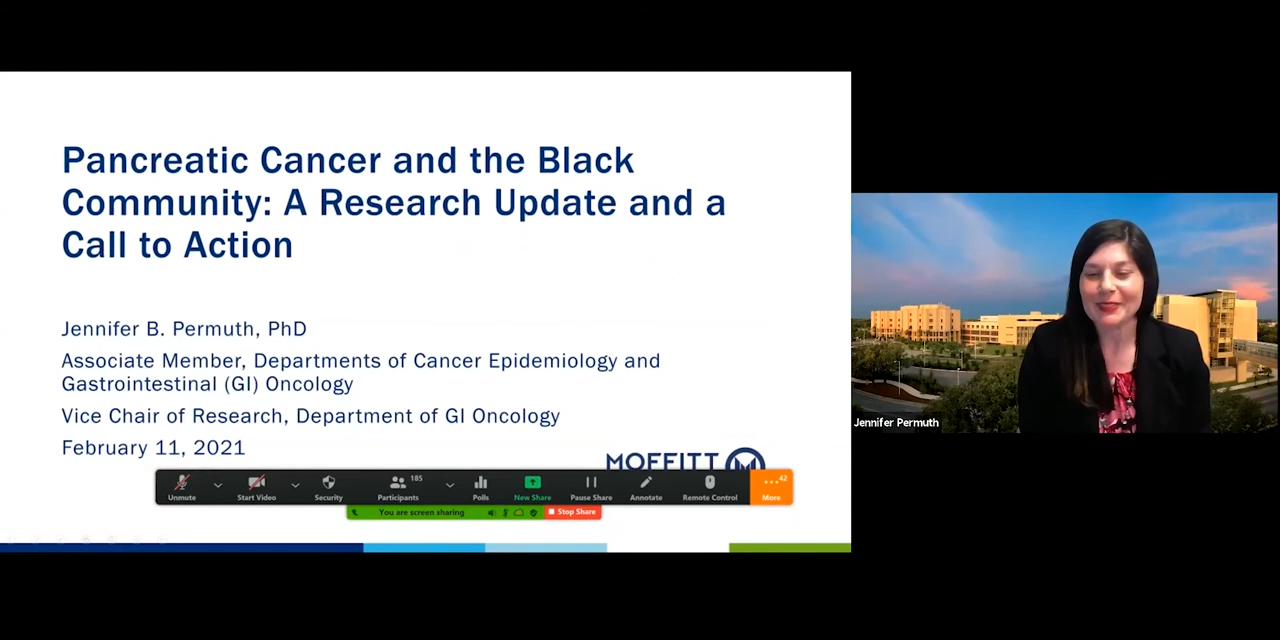 Pancreatic Cancer and the Black
Community: A Research Update and a
Call to Action
Jennifer B. Permuth, PhD
Associate Member, Departments of Cancer Epidemiology and
Gastrointestinal (GI) Oncology
Vice Chair of Research, Department of GI Oncology
February 11, 2021
MOFFITT
Unmute
Start Video
Security
Participants
185
Polls
New Share
Pause Share
Annotate
Remote Control
More
42
You are screen sharing
Stop Share
Jennifer Permuth